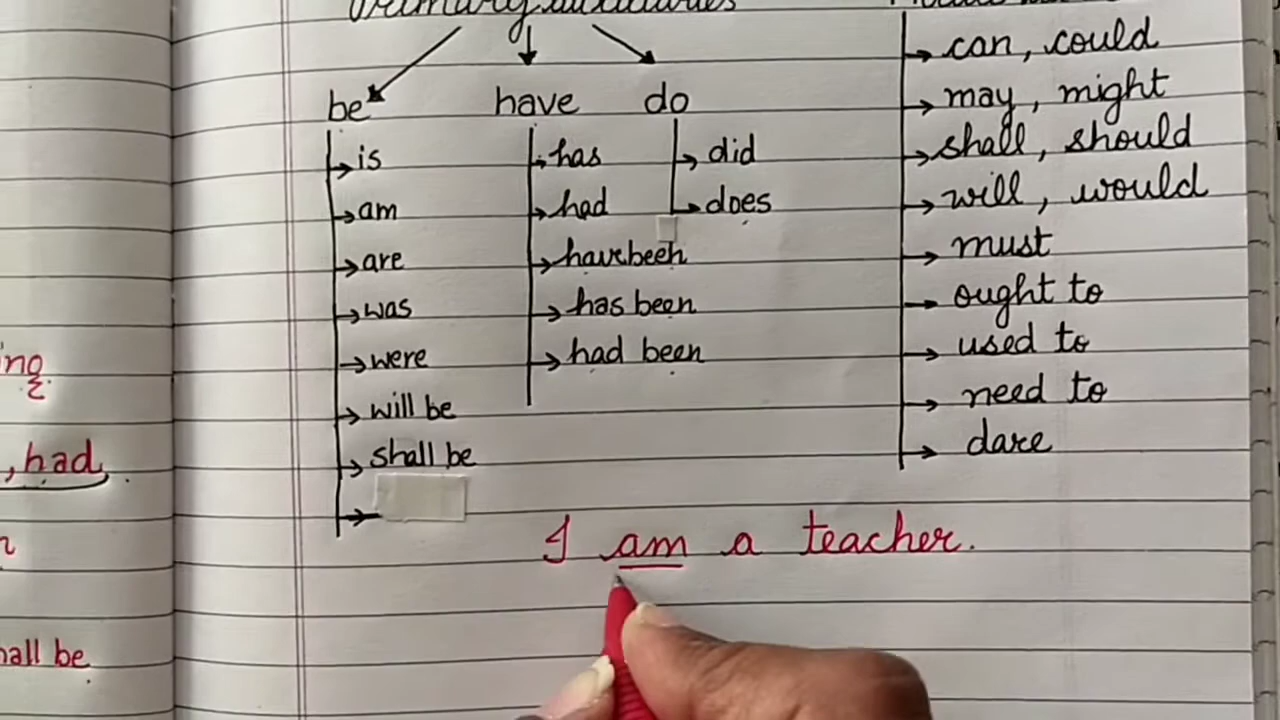 Primary auxiliaries
be have do
is
am
are
was
were
will be
shall be
has
had
have been
has been
had been
did
does
can, could
may, might
shall, should
will, would
must
ought to
used to
need to
dare
I am a teacher.
, had
hall be